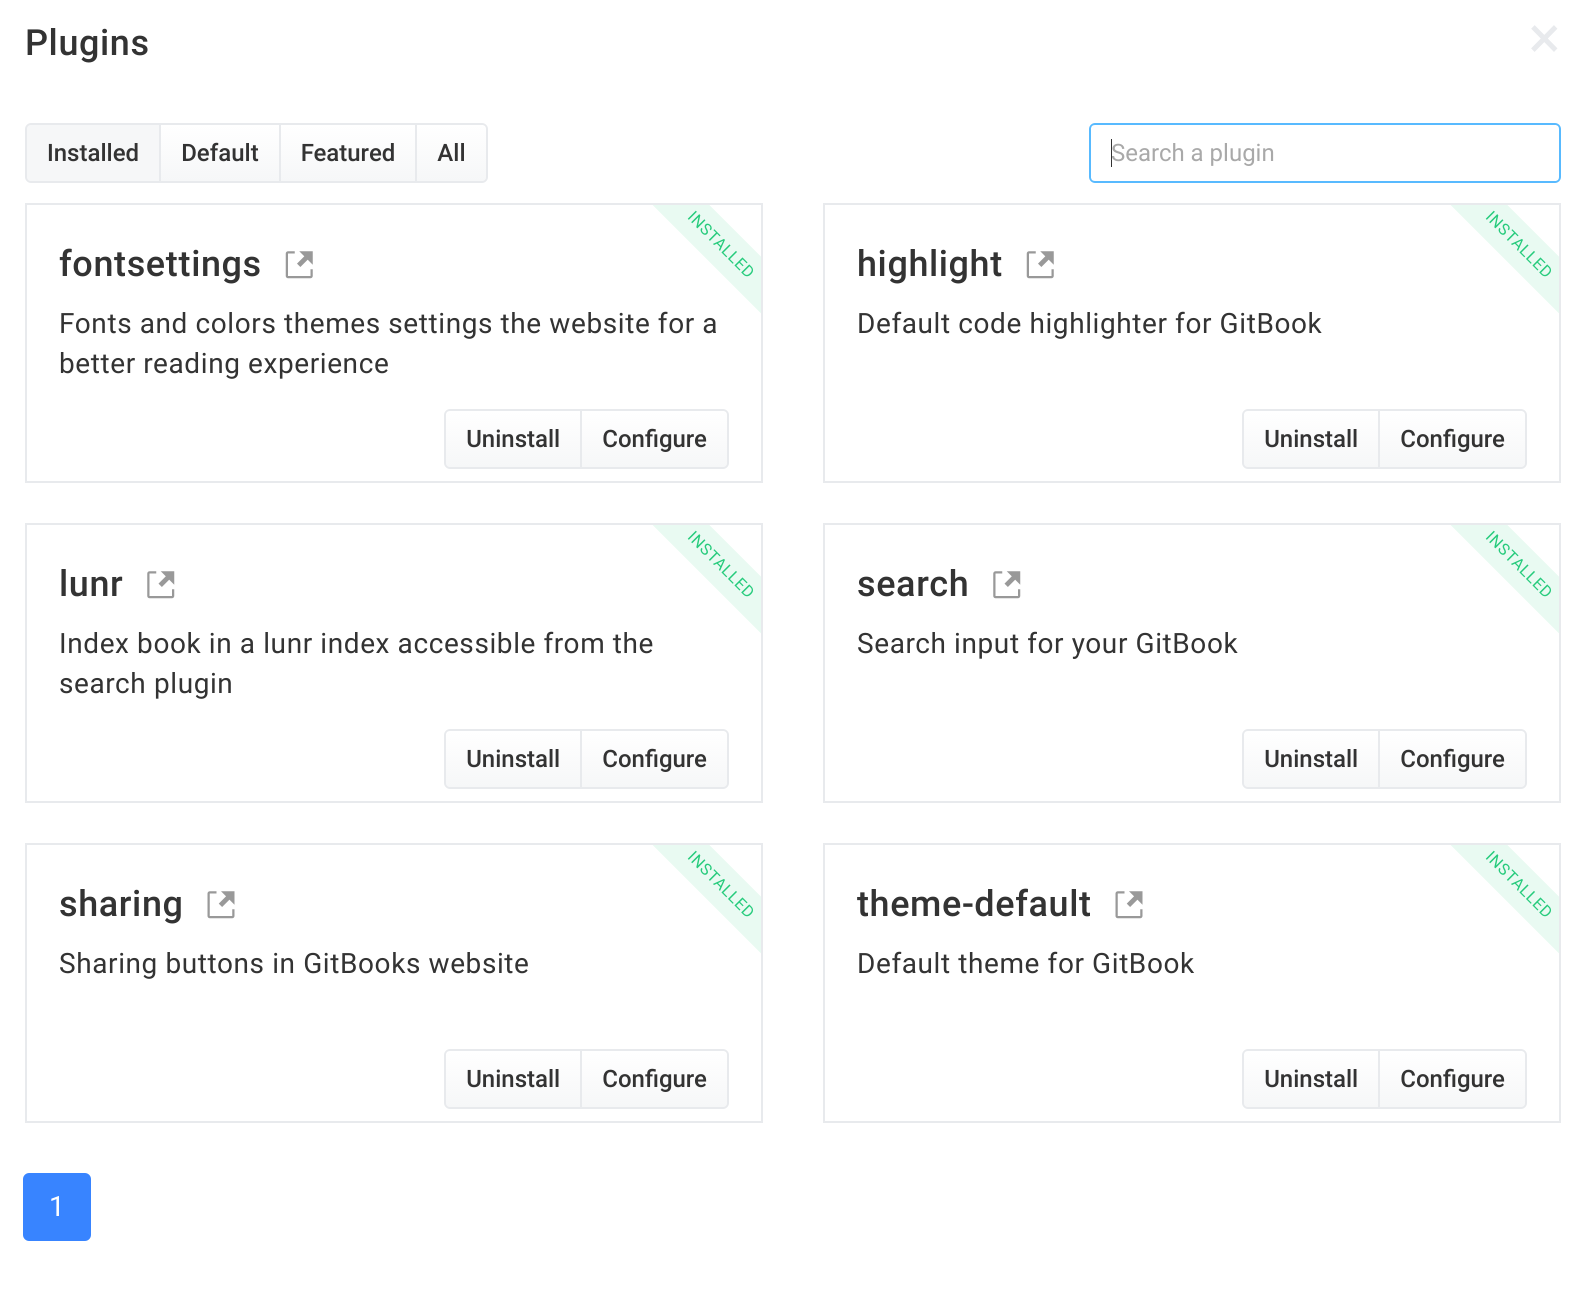 Plugins
Installed Default Featured All
Search a plugin
INSTALLED
fontsettings
Fonts and colors themes settings the website for a
better reading experience
Uninstall Configure
INSTALLED
highlight
Default code highlighter for GitBook
Uninstall Configure
INSTALLED
lunr
Index book in a lunr index accessible from the
search plugin
Uninstall Configure
INSTALLED
search
Search input for your GitBook
Uninstall Configure
INSTALLED
sharing
Sharing buttons in GitBooks website
Uninstall Configure
INSTALLED
theme-default
Default theme for GitBook
Uninstall Configure
1